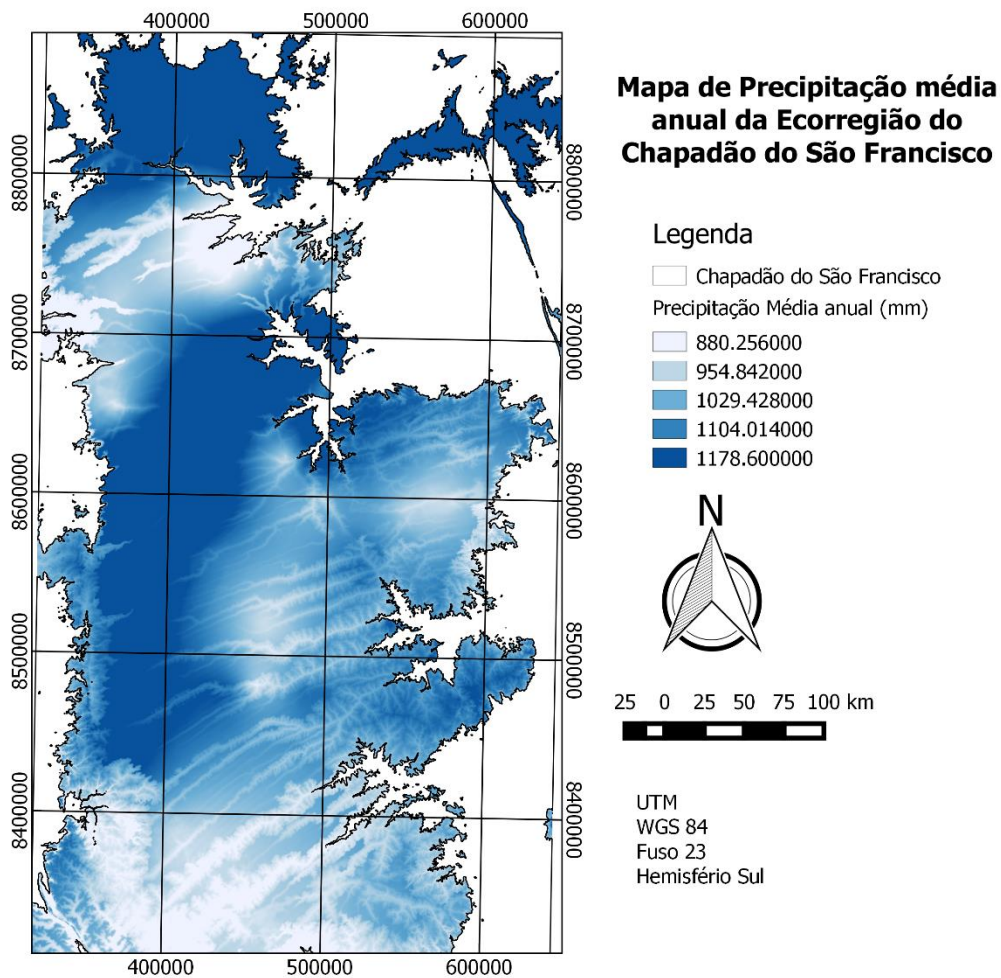 400000 500000 600000
Mapa de Precipitação média
anual da Ecorregião do
Chapadão do São Francisco
8800000 8800000
Legenda
Chapadão do São Francisco
Precipitação Média anual (mm)
8700000 8700000
880.256000
954.842000
1029.428000
1104.014000
1178.600000
8600000 8600000
N
8500000 8500000
25 0 25 50 75 100 km
8400000 8400000
UTM
WGS 84
Fuso 23
Hemisfério Sul
400000 500000 600000